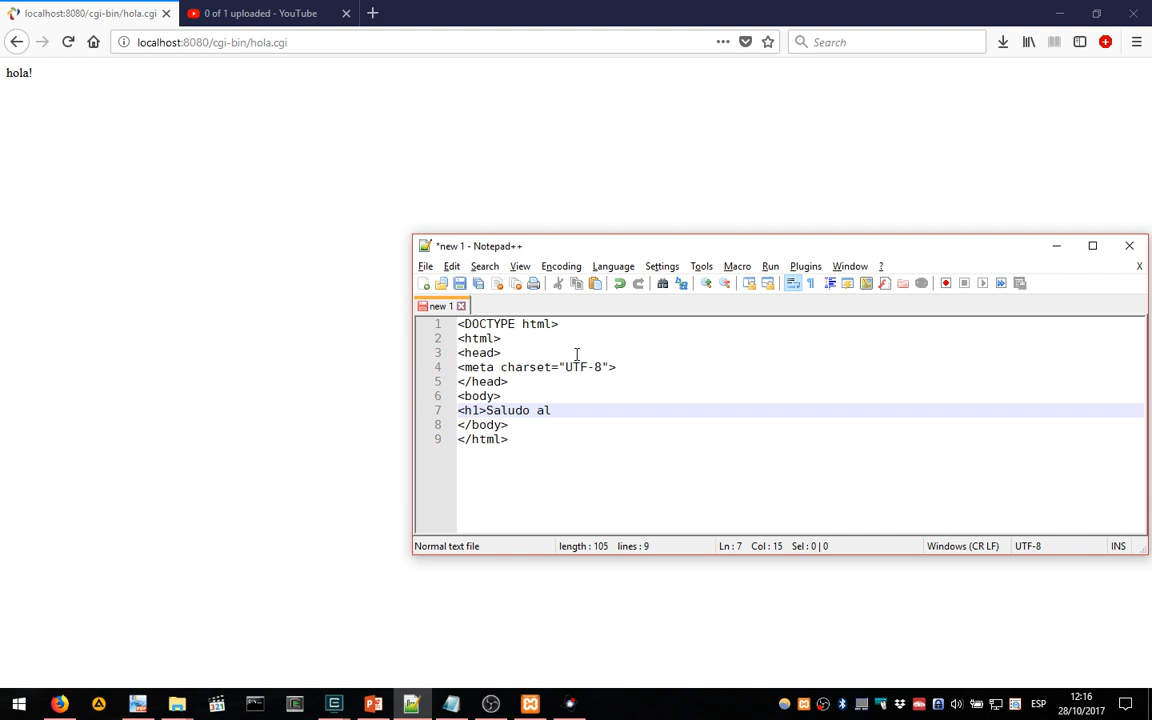 localhost:8080/cgi-bin/hola.cgi
0 of 1 uploaded - YouTube
localhost:8080/cgi-bin/hola.cgi
Search
hola!
*new 1 - Notepad++
File Edit Search View Encoding Language Settings Tools Macro Run Plugins Window ? X
new 1
1 <DOCTYPE html>
2 <html>
3 <head>
4 <meta charset="UTF-8">
5 </head>
6 <body>
7 <h1>Saludo al
8 </body>
9 </html>
Normal text file length : 105 lines : 9 Ln : 7 Col : 15 Sel : 0 | 0 Windows (CR LF) UTF-8 INS
ESP
12:16
28/10/2017